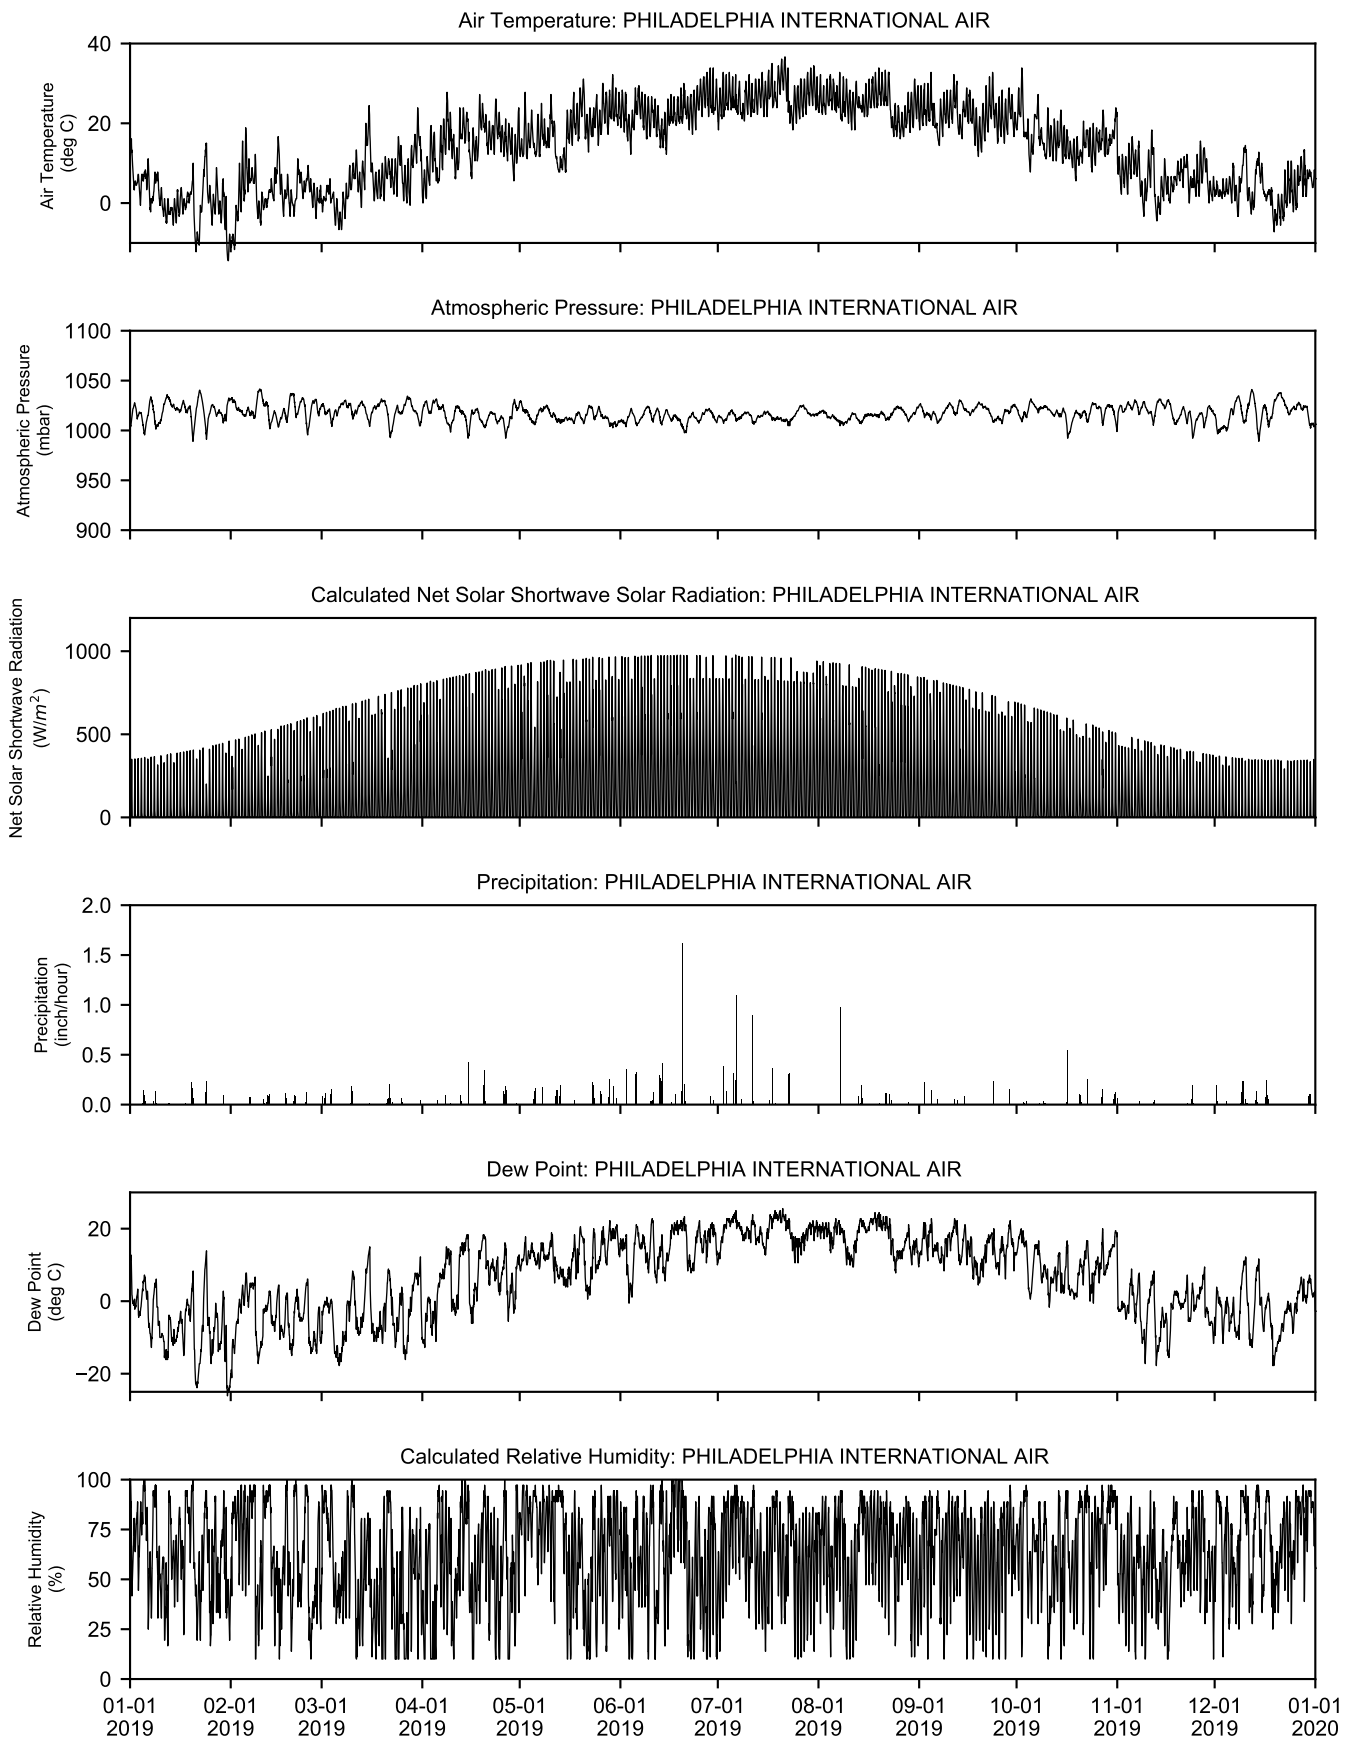 Air Temperature: PHILADELPHIA INTERNATIONAL AIR
Air Temperature
(deg C)
40
20
0
Atmospheric Pressure: PHILADELPHIA INTERNATIONAL AIR
Atmospheric Pressure
(mbar)
1100
1050
1000
950
900
Calculated Net Solar Shortwave Solar Radiation: PHILADELPHIA INTERNATIONAL AIR
Net Solar Shortwave Radiation
(W/m²)
1000
500
0
Precipitation: PHILADELPHIA INTERNATIONAL AIR
Precipitation
(inch/hour)
2.0
1.5
1.0
0.5
0.0
Dew Point: PHILADELPHIA INTERNATIONAL AIR
Dew Point
(deg C)
20
0
−20
Calculated Relative Humidity: PHILADELPHIA INTERNATIONAL AIR
Relative Humidity
(%)
100
75
50
25
0
01-01 02-01 03-01 04-01 05-01 06-01 07-01 08-01 09-01 10-01 11-01 12-01 01-01
2019 2019 2019 2019 2019 2019 2019 2019 2019 2019 2019 2019 2020